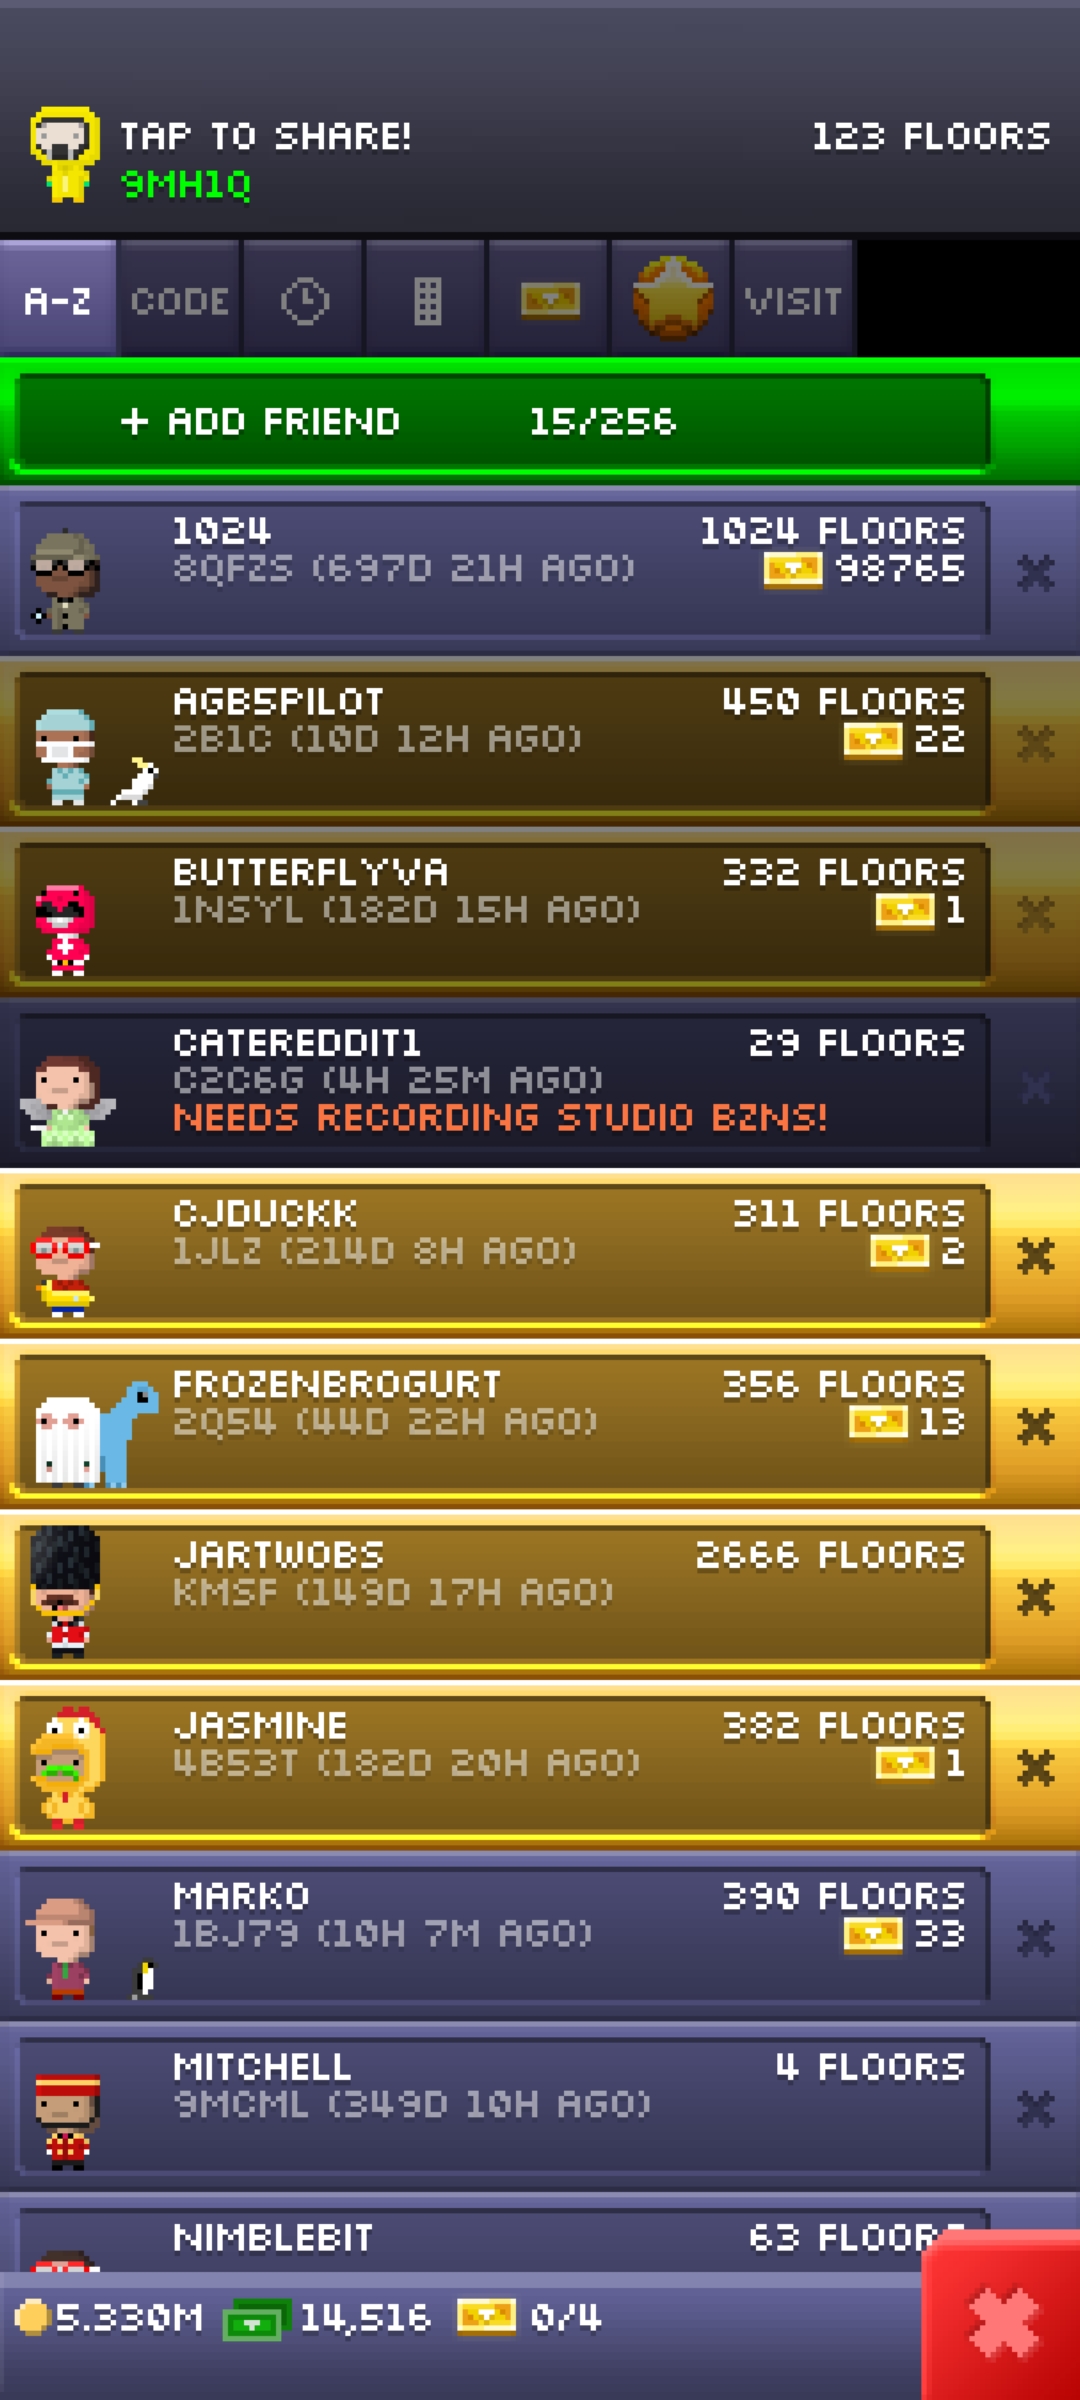 TAP TO SHARE! 123 FLOORS
9MH1Q
A-Z CODE VISIT
+ ADD FRIEND 15/256
1024 1024 FLOORS
8QFZS (697D 21H AGO) 98765
AGB5PILOT 450 FLOORS
2B1C (10D 12H AGO) 22
BUTTERFLYVA 332 FLOORS
1NSYL (182D 15H AGO) 1
CATEREDDIT1 29 FLOORS
C2C6G (4H 25M AGO)
NEEDS RECORDING STUDIO BZNS!
CJDUCKK 311 FLOORS
1JLZ (214D 8H AGO) 2
FROZENBROGURT 356 FLOORS
2Q54 (44D 22H AGO) 13
JARTWOBS 2666 FLOORS
KMSF (149D 17H AGO)
JASMINE 382 FLOORS
4B53T (182D 20H AGO) 1
MARKO 390 FLOORS
1BJ79 (10H 7M AGO) 33
MITCHELL 4 FLOORS
9MCML (349D 10H AGO)
NIMBLEBIT 63 FLOORS
5.330M 14,516 0/4